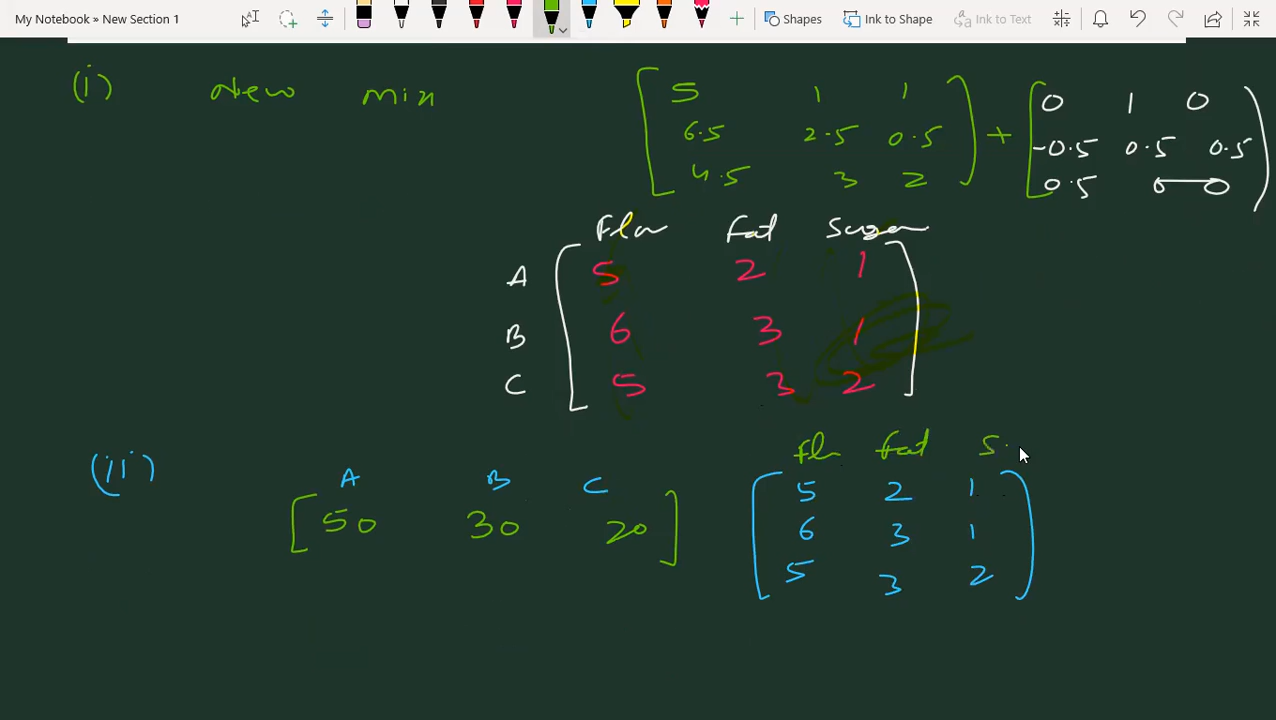 My Notebook » New Section 1
Shapes
Ink to Shape
Ink to Text
(i) New mix
5 1 1
6.5 2.5 0.5
4.5 3 2
+
0 1 0
-0.5 0.5 0.5
0.5 0 0
Flor Fat Sugar
A 5 2 1
B 6 3 1
C 5 3 2
(ii)
A B C
50 30 20
Flr Fat S.
5 2 1
6 3 1
5 3 2